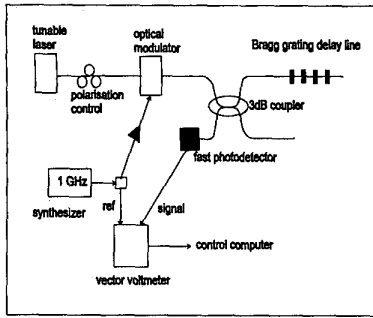 tunable
laser
optical
modulator
Bragg grating delay line
polarisation
control
3dB coupler
fast photodetector
1 GHz
synthesizer
ref
signal
vector voltmeter
control computer